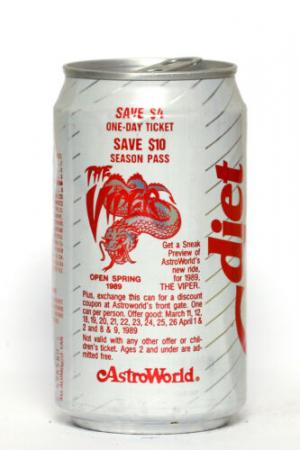 SAVE $4
ONE-DAY TICKET
SAVE $10
SEASON PASS
THE
VIPER
OPEN SPRING
1989
Get a Sneak
Preview of
AstroWorld's
new ride,
for 1989,
THE VIPER.
Plus, exchange this can for a discount
coupon at Astroworld's front gate. One
can per person. Offer good: March 11, 12,
18, 19, 20, 21, 22, 23, 24, 25, 26 April 1 &
2 and 8 & 9, 1989
Not valid with any other offer or chil-
dren's ticket. Ages 2 and under are ad-
mitted free.
AstroWorld®
diet